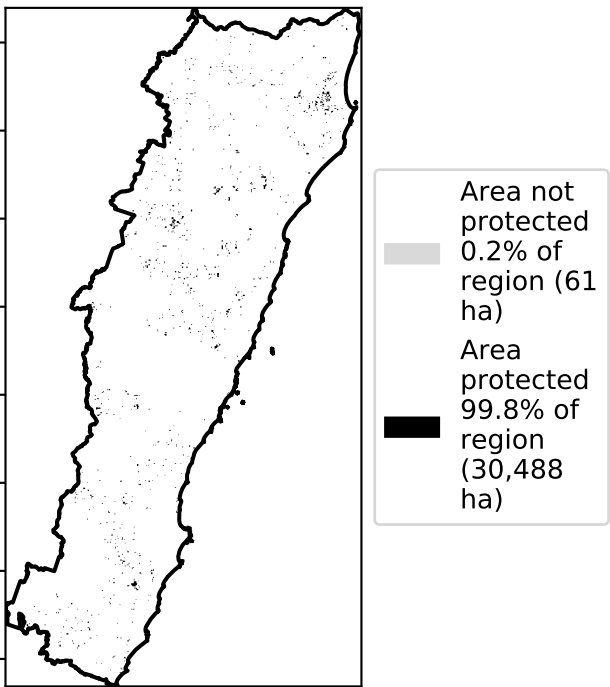 Area not
protected
0.2% of
region (61
ha)
Area
protected
99.8% of
region
(30,488
ha)